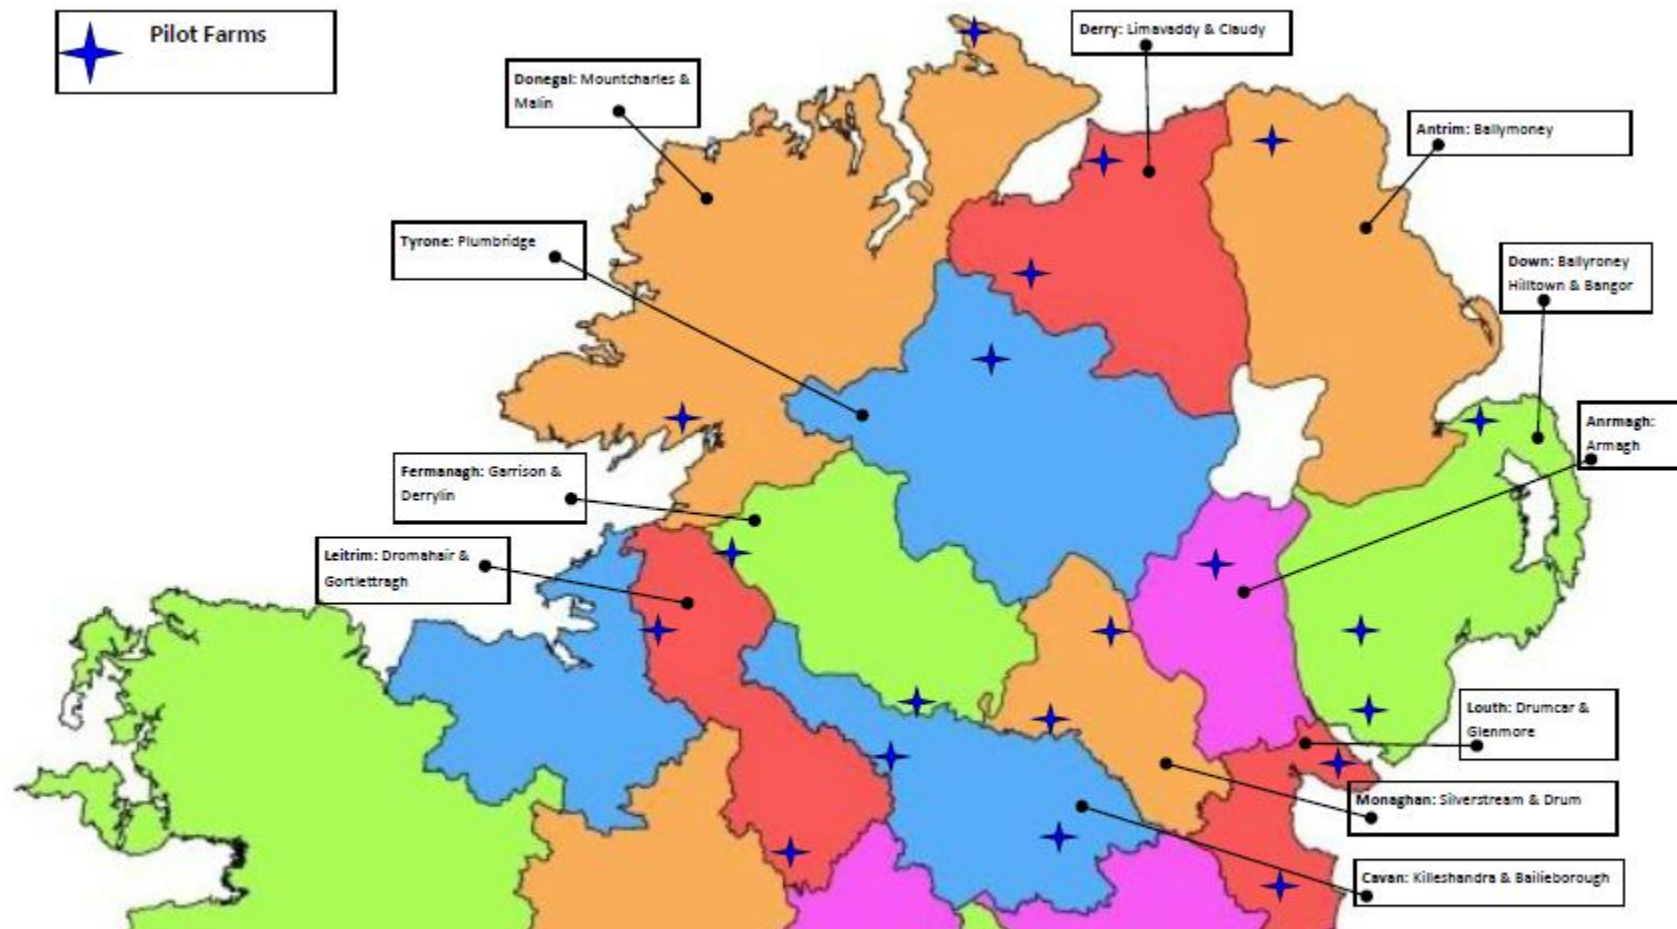 Pilot Farms
Derry: Limavaddy & Claudy
Donegal: Mountcharles &
Malin
Antrim: Ballymoney
Tyrone: Plumbridge
Down: Ballyroney
Hilltown & Bangor
Anrmagh:
Armagh
Fermanagh: Garrison &
Derrylin
Leitrim: Dromahair &
Gortlettragh
Louth: Drumcar &
Glenmore
Monaghan: Silverstream & Drum
Cavan: Killeshandra & Bailieborough